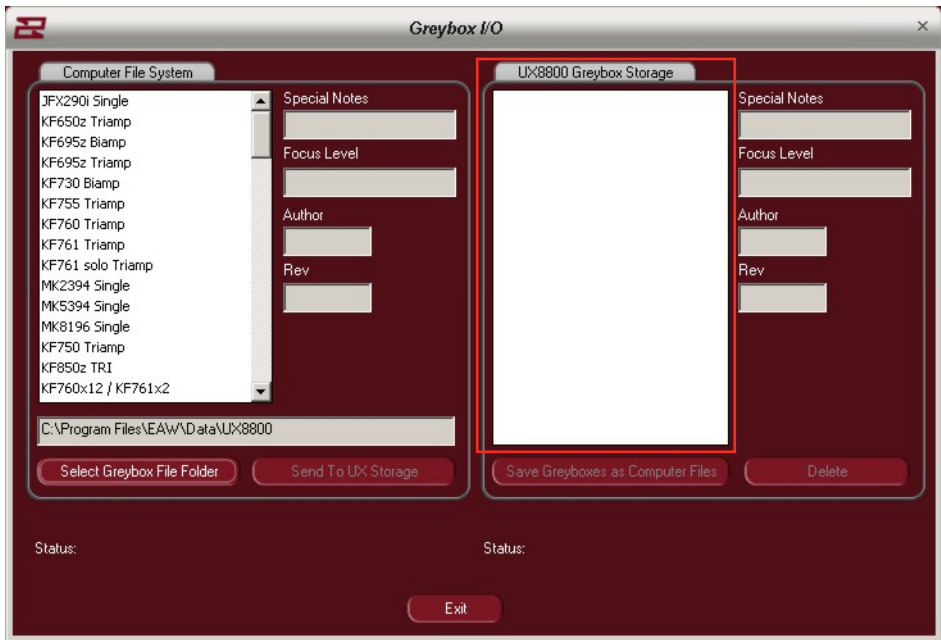 Greybox I/O
Computer File System
JFX290i Single
KF650z Triamp
KF695z Biamp
KF695z Triamp
KF730 Biamp
KF755 Triamp
KF760 Triamp
KF761 Triamp
KF761 solo Triamp
MK2394 Single
MK5394 Single
MK8196 Single
KF750 Triamp
KF850z TRI
KF760x12 / KF761x2
Special Notes
Focus Level
Author
Rev
C:\Program Files\EAW\Data\UX8800
Select Greybox File Folder
Send To UX Storage
Status:
UX8800 Greybox Storage
Special Notes
Focus Level
Author
Rev
Save Greyboxes as Computer Files
Delete
Status:
Exit